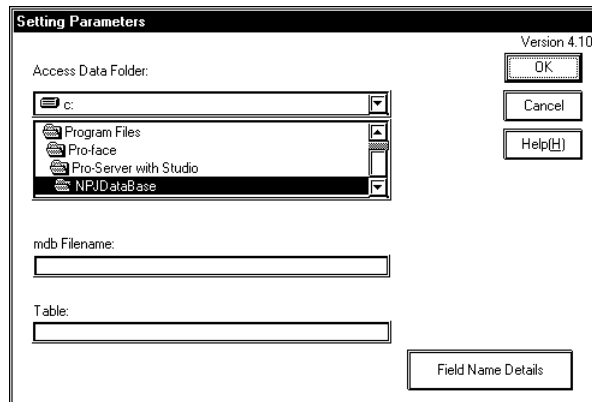 Setting Parameters
Version 4.10
Access Data Folder:
OK
c:
Cancel
Program Files
Pro-face
Help(H)
Pro-Server with Studio
NPJDataBase
mdb Filename:
Table:
Field Name Details